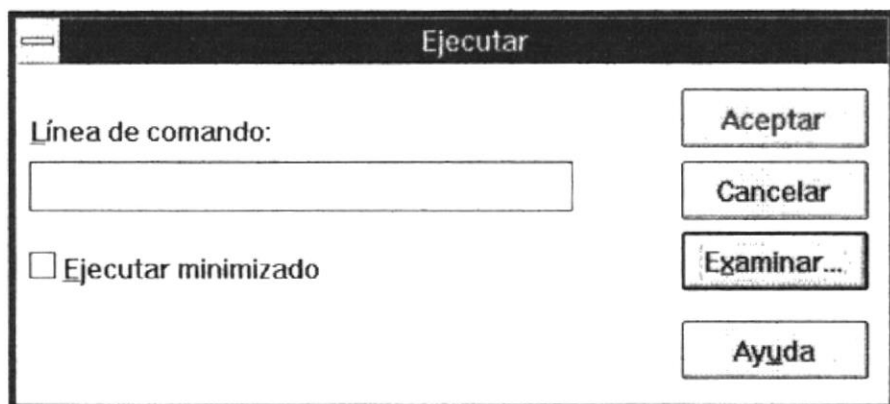 Ejecutar
Línea de comando:
Aceptar
Cancelar
Ejecutar minimizado
Examinar...
Ayuda